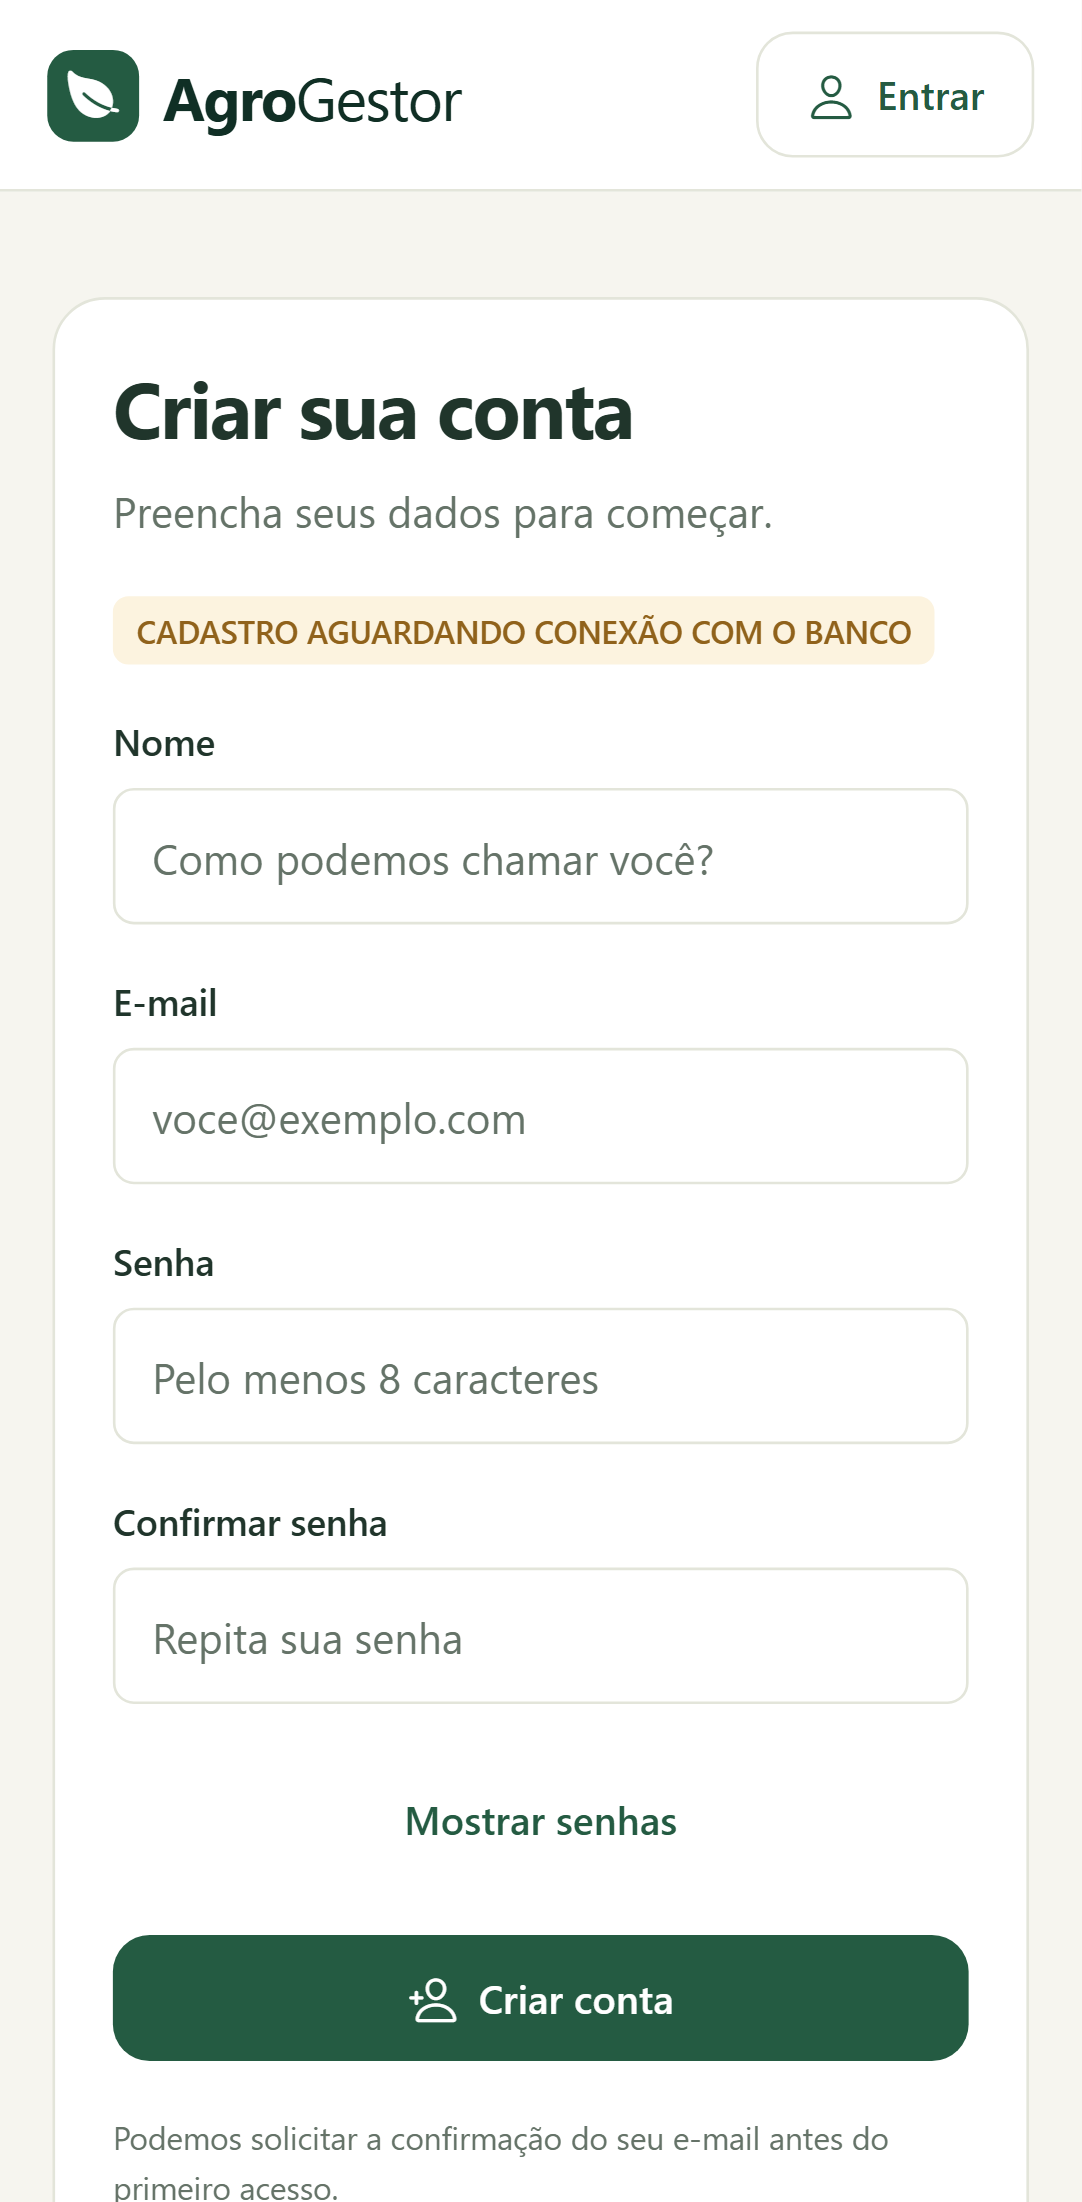 AgroGestor
Entrar
Criar sua conta
Preencha seus dados para começar.
CADASTRO AGUARDANDO CONEXÃO COM O BANCO
Nome
Como podemos chamar você?
E-mail
voce@exemplo.com
Senha
Pelo menos 8 caracteres
Confirmar senha
Repita sua senha
Mostrar senhas
Criar conta
Podemos solicitar a confirmação do seu e-mail antes do
primeiro acesso.